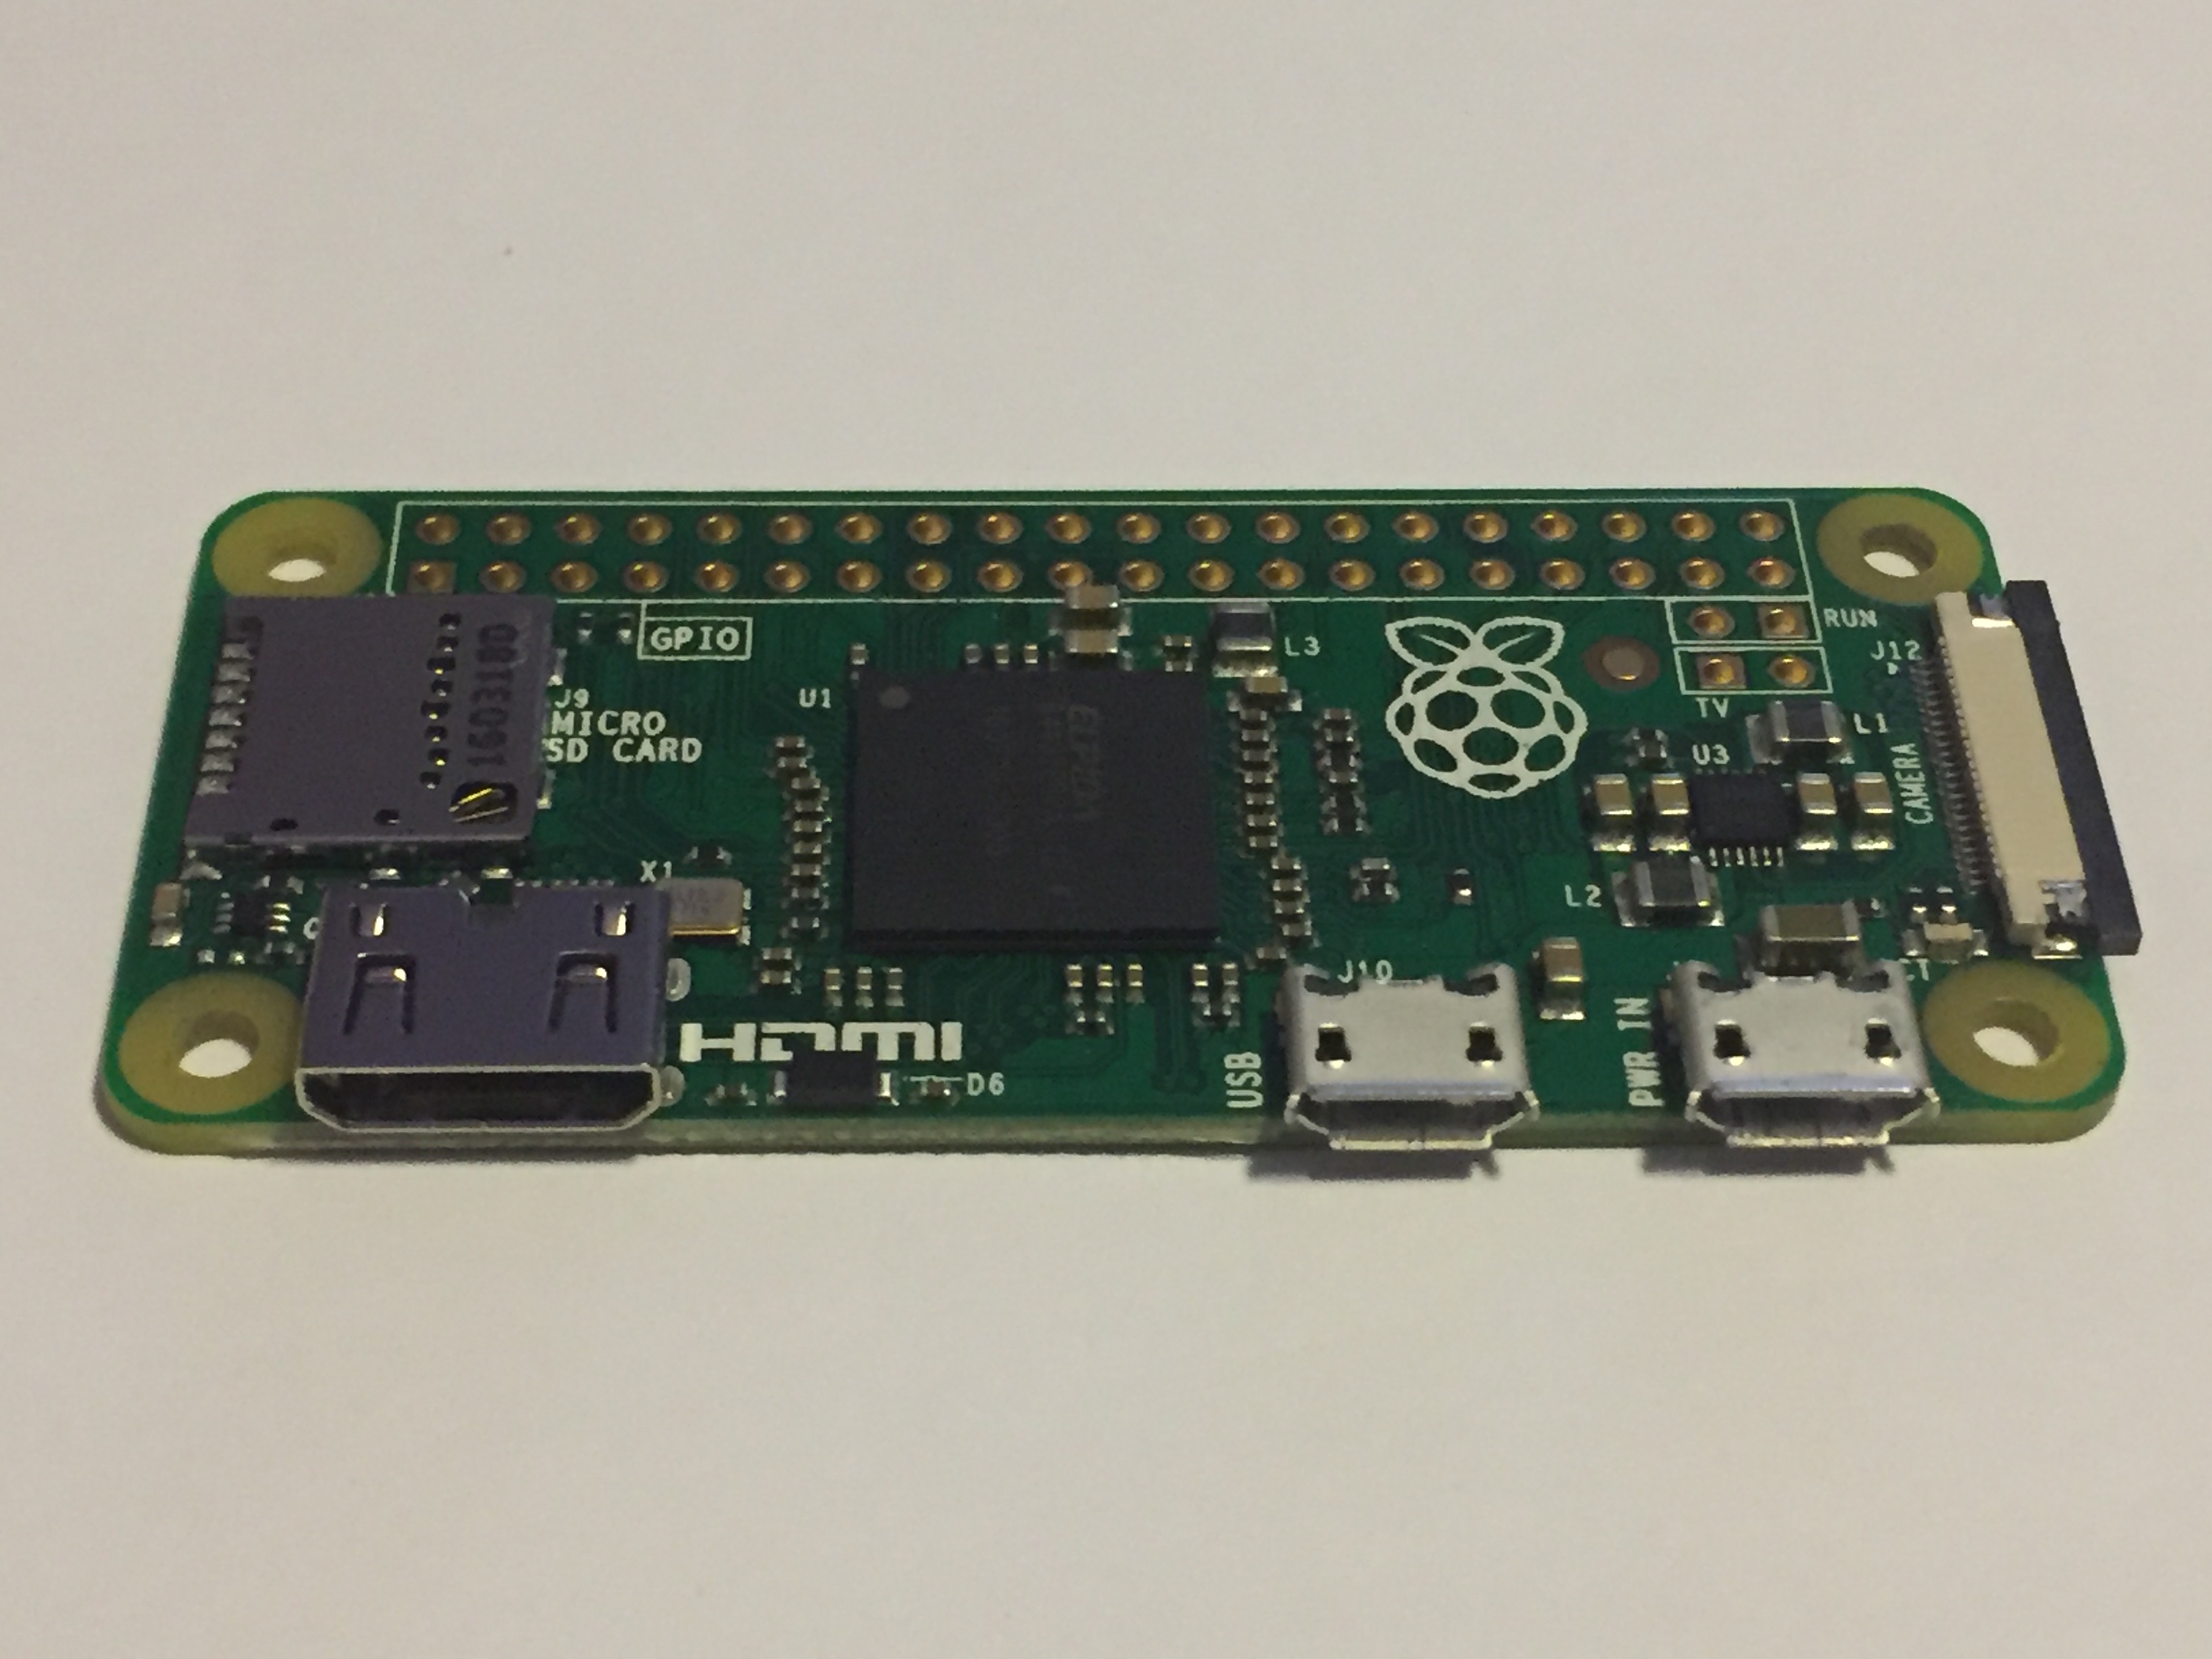 GPIO
RUN
L3
J12
J9
U1
MICRO
SD CARD
1603180
TV
L1
U3
CAMERA
X1
L2
J10
HDMI
USB
PWR IN
D6